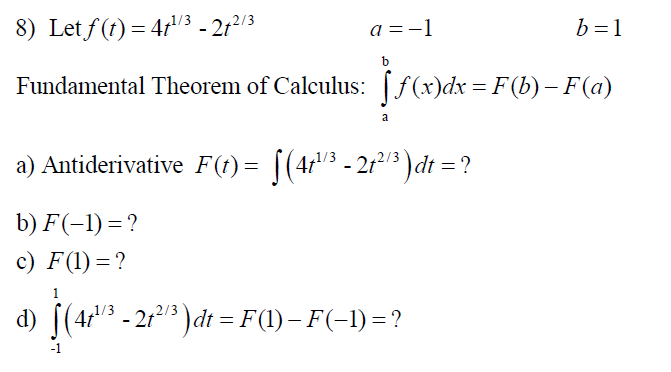 8) Let f(t) = 4t^{1/3} - 2t^{2/3} a = −1 b = 1
Fundamental Theorem of Calculus: ∫_a^b f(x)dx = F(b) – F(a)
a) Antiderivative F(t) = ∫(4t^{1/3} - 2t^{2/3})dt = ?
b) F(−1) = ?
c) F(1) = ?
d) ∫_{-1}^{1} (4t^{1/3} - 2t^{2/3})dt = F(1) – F(−1) = ?